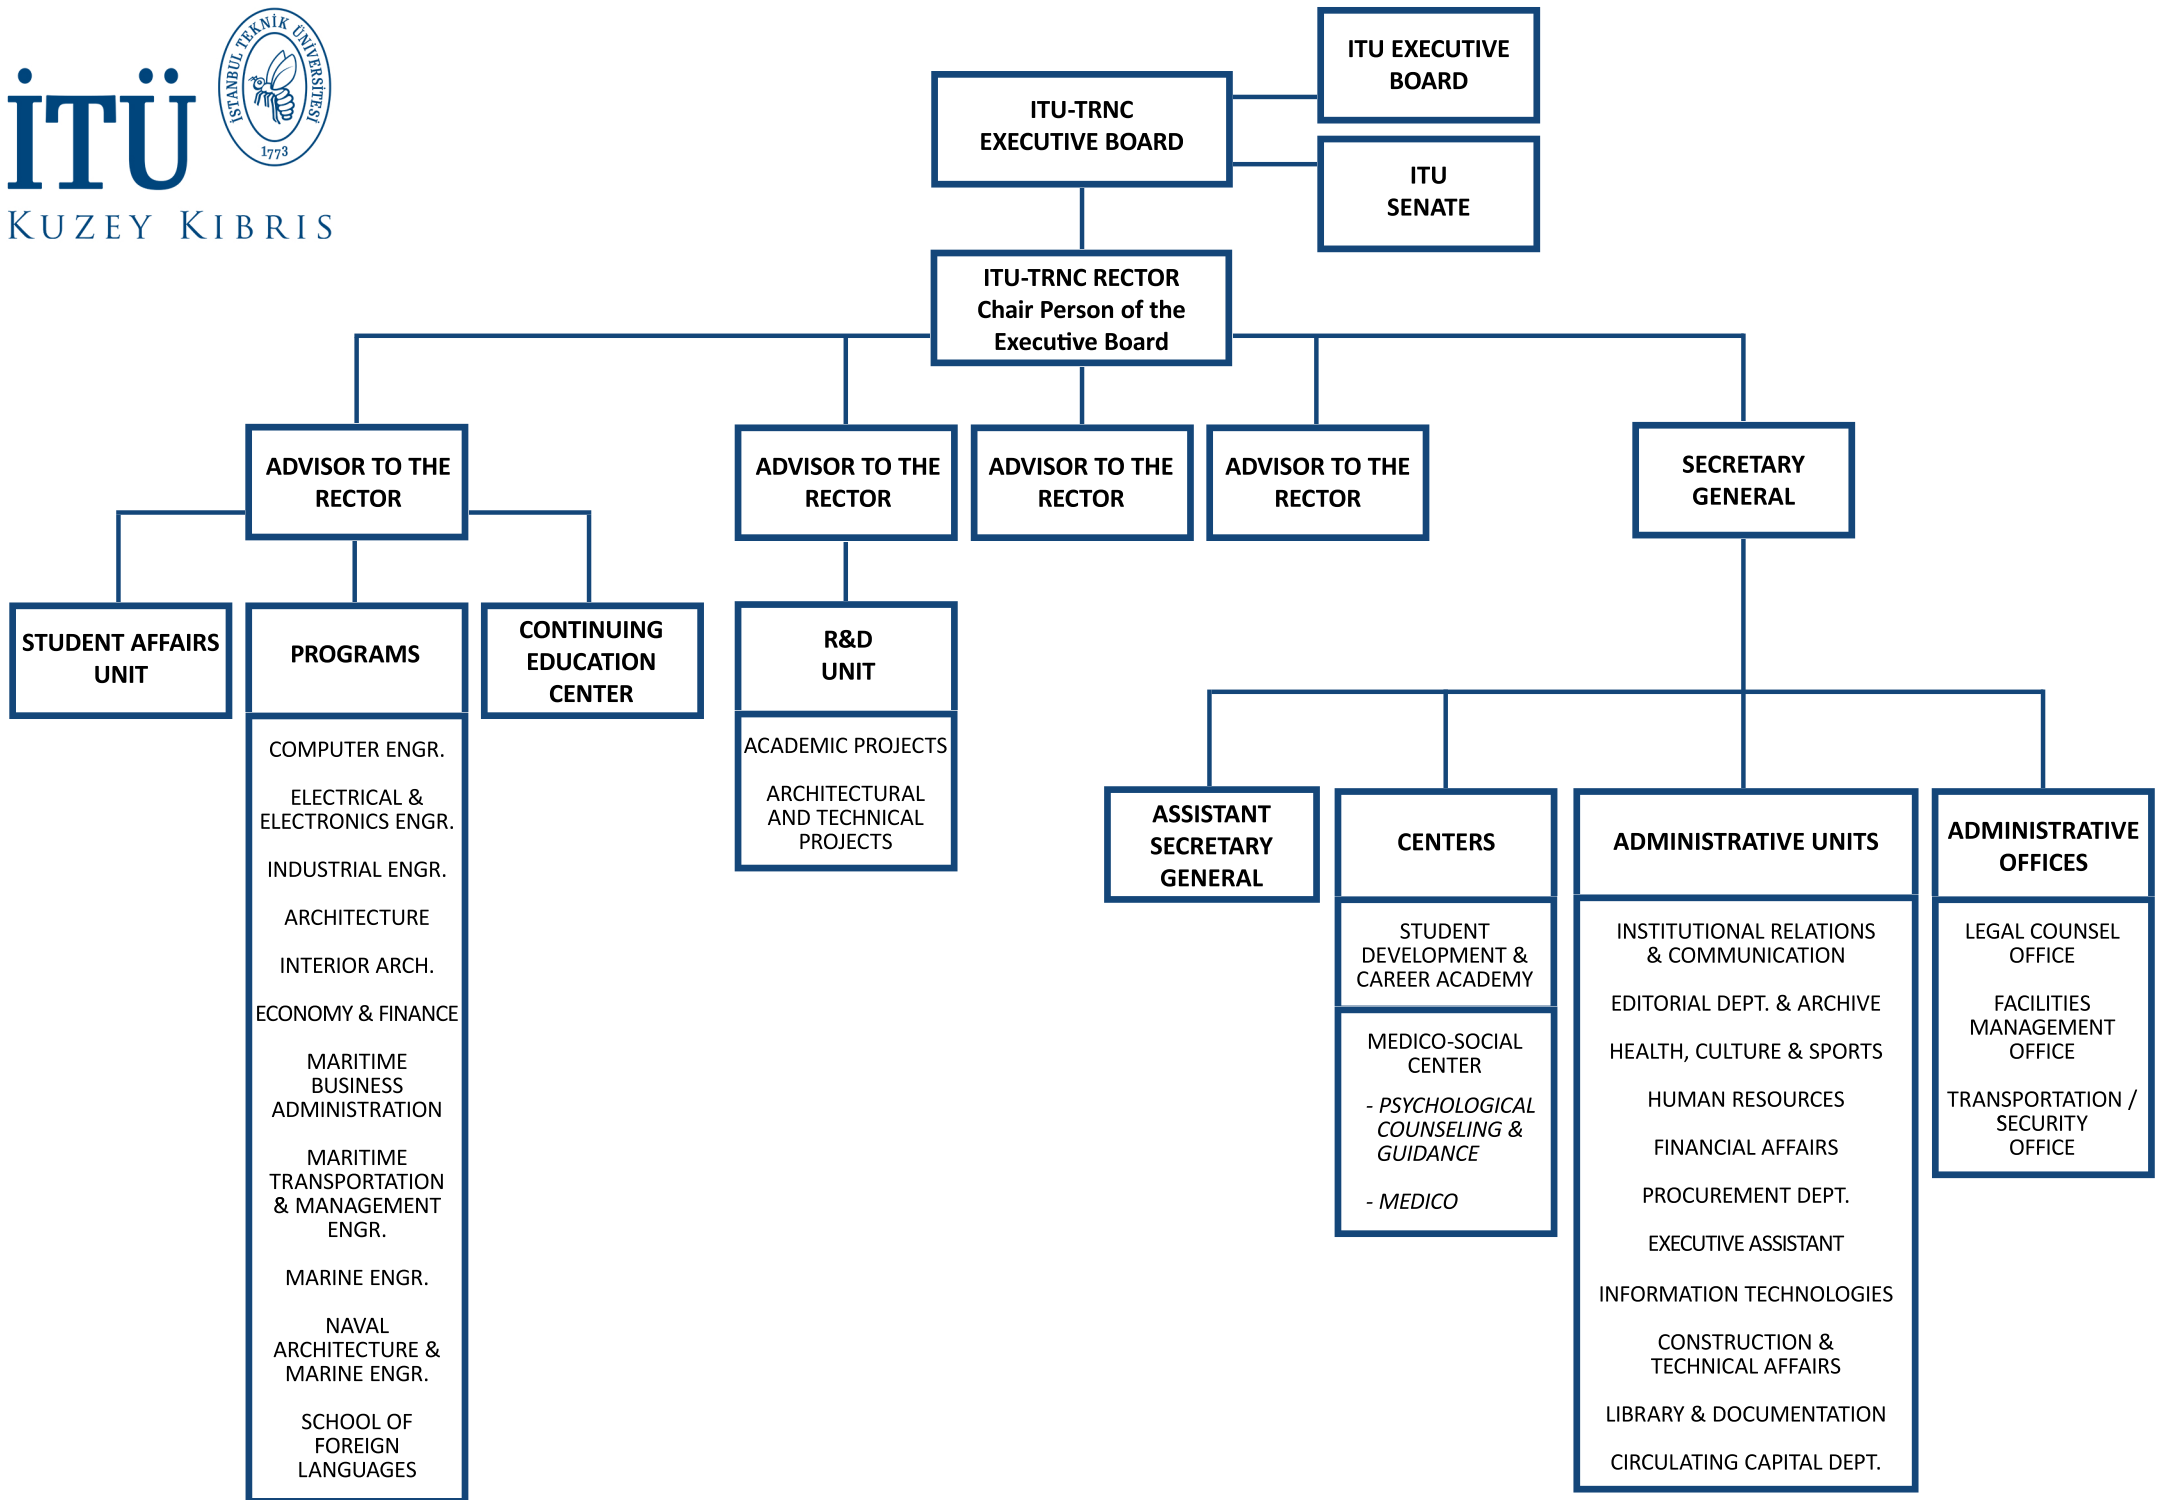 İTÜ
İSTANBUL TEKNİK ÜNİVERSİTESİ
1773
KUZEY KIBRIS
ITU EXECUTIVE
BOARD
ITU-TRNC
EXECUTIVE BOARD
ITU
SENATE
ITU-TRNC RECTOR
Chair Person of the
Executive Board
ADVISOR TO THE
RECTOR
ADVISOR TO THE
RECTOR
ADVISOR TO THE
RECTOR
ADVISOR TO THE
RECTOR
SECRETARY
GENERAL
STUDENT AFFAIRS
UNIT
PROGRAMS
CONTINUING
EDUCATION
CENTER
R&D
UNIT
COMPUTER ENGR.
ELECTRICAL &
ELECTRONICS ENGR.
INDUSTRIAL ENGR.
ARCHITECTURE
INTERIOR ARCH.
ECONOMY & FINANCE
MARITIME
BUSINESS
ADMINISTRATION
MARITIME
TRANSPORTATION
& MANAGEMENT
ENGR.
MARINE ENGR.
NAVAL
ARCHITECTURE &
MARINE ENGR.
SCHOOL OF
FOREIGN
LANGUAGES
ACADEMIC PROJECTS
ARCHITECTURAL
AND TECHNICAL
PROJECTS
ASSISTANT
SECRETARY
GENERAL
CENTERS
STUDENT
DEVELOPMENT &
CAREER ACADEMY
MEDICO-SOCIAL
CENTER
- PSYCHOLOGICAL
COUNSELING &
GUIDANCE
- MEDICO
ADMINISTRATIVE UNITS
INSTITUTIONAL RELATIONS
& COMMUNICATION
EDITORIAL DEPT. & ARCHIVE
HEALTH, CULTURE & SPORTS
HUMAN RESOURCES
FINANCIAL AFFAIRS
PROCUREMENT DEPT.
EXECUTIVE ASSISTANT
INFORMATION TECHNOLOGIES
CONSTRUCTION &
TECHNICAL AFFAIRS
LIBRARY & DOCUMENTATION
CIRCULATING CAPITAL DEPT.
ADMINISTRATIVE
OFFICES
LEGAL COUNSEL
OFFICE
FACILITIES
MANAGEMENT
OFFICE
TRANSPORTATION /
SECURITY
OFFICE